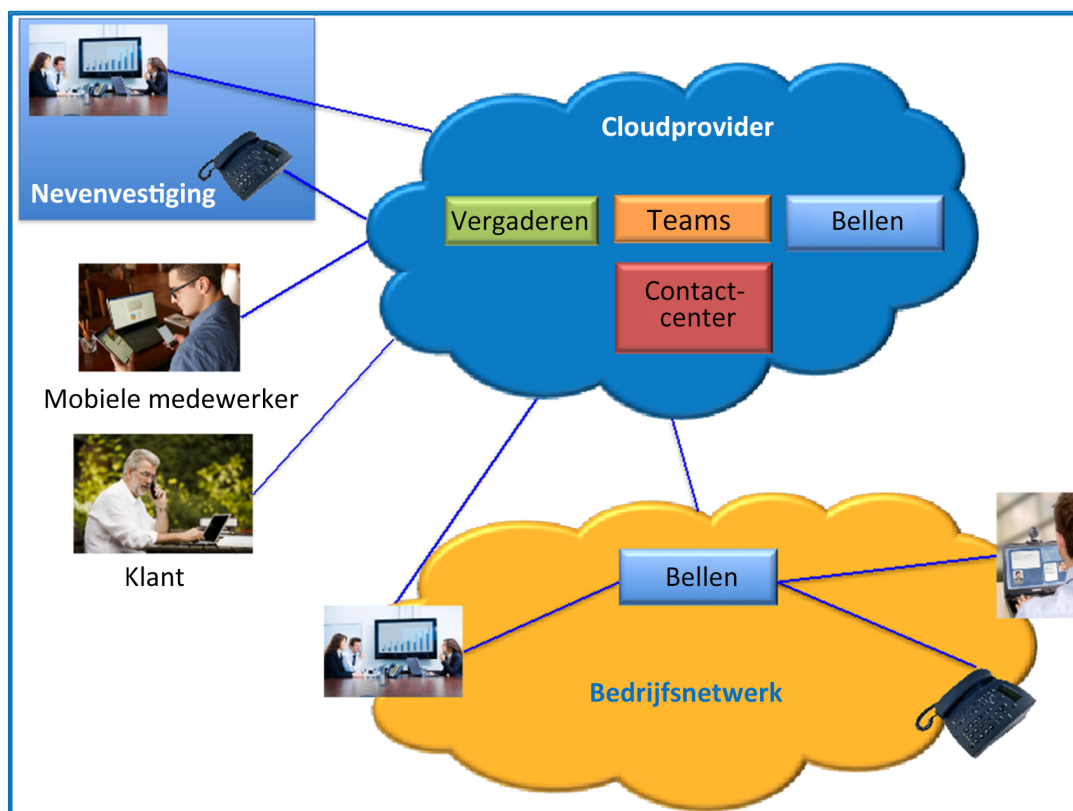 Cloudprovider
Nevenvestiging
Vergaderen
Teams
Bellen
Contact-
center
Mobiele medewerker
Klant
Bellen
Bedrijfsnetwerk